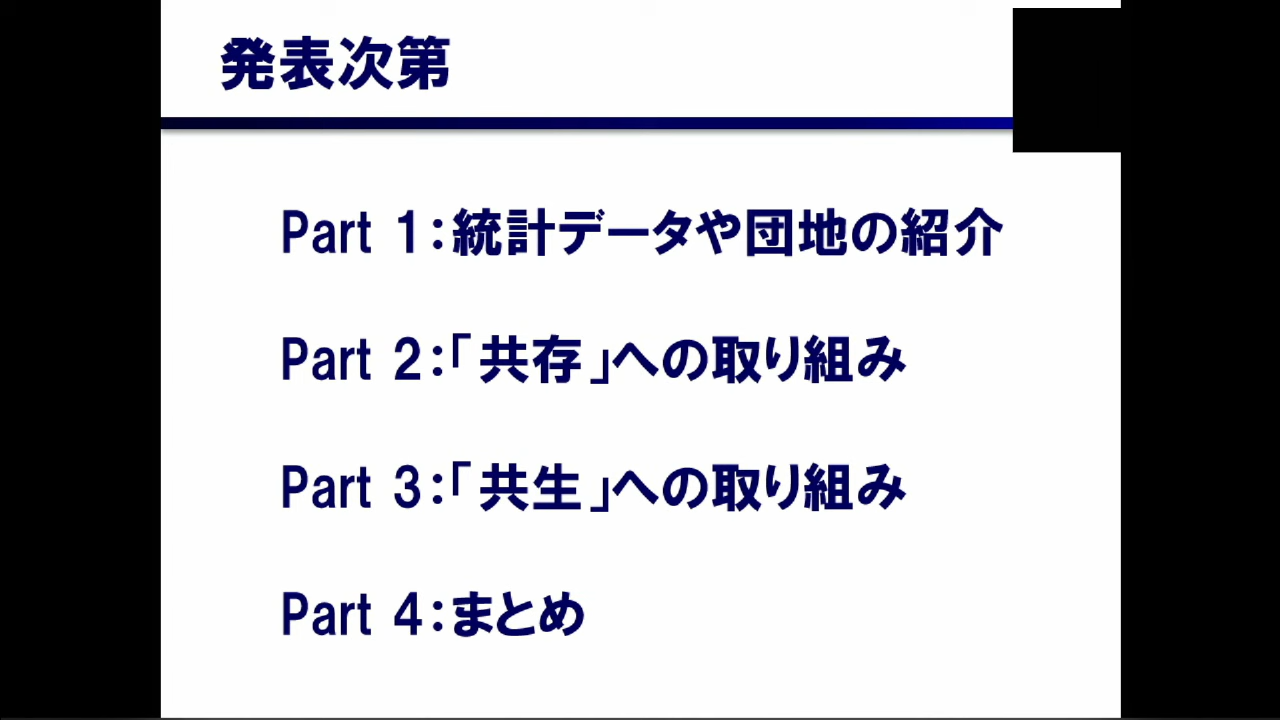 発表次第
Part 1:統計データや団地の紹介
Part 2:「共存」への取り組み
Part 3:「共生」への取り組み
Part 4:まとめ